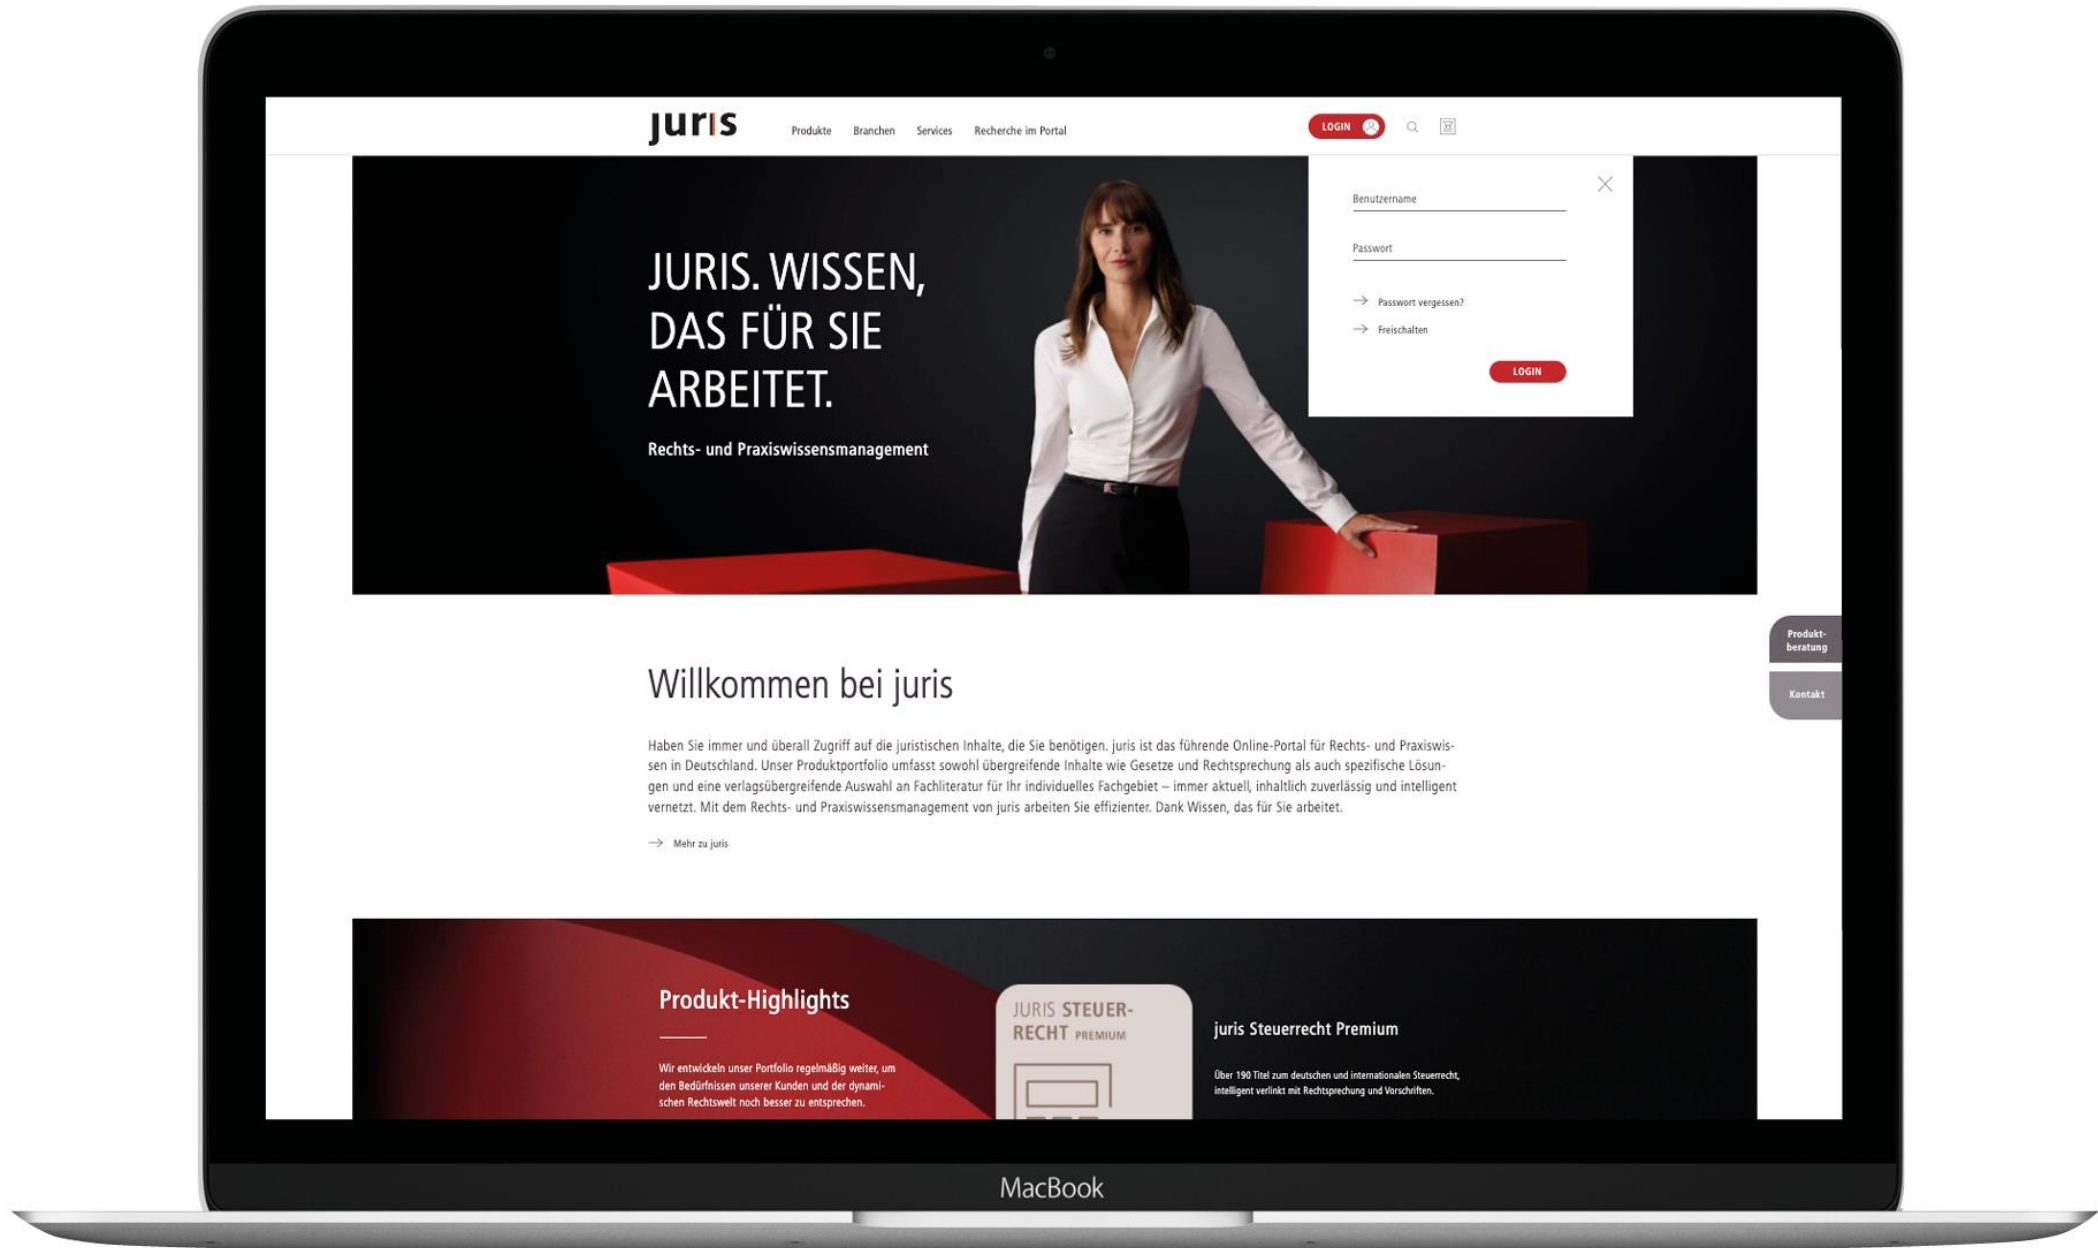 juris
Produkte Branchen Services Recherche im Portal
LOGIN
Benutzername
Passwort
Passwort vergessen?
Freischalten
LOGIN
JURIS. WISSEN,
DAS FÜR SIE
ARBEITET.
Rechts- und Praxiswissensmanagement
Produkt-
beratung
Kontakt
Willkommen bei juris
Haben Sie immer und überall Zugriff auf die juristischen Inhalte, die Sie benötigen. juris ist das führende Online-Portal für Rechts- und Praxiswis-
sen in Deutschland. Unser Produktportfolio umfasst sowohl übergreifende Inhalte wie Gesetze und Rechtsprechung als auch spezifische Lösun-
gen und eine verlagsübergreifende Auswahl an Fachliteratur für Ihr individuelles Fachgebiet – immer aktuell, inhaltlich zuverlässig und intelligent
vernetzt. Mit dem Rechts- und Praxiswissensmanagement von juris arbeiten Sie effizienter. Dank Wissen, das für Sie arbeitet.
Mehr zu juris
Produkt-Highlights
Wir entwickeln unser Portfolio regelmäßig weiter, um
den Bedürfnissen unserer Kunden und der dynami-
schen Rechtswelt noch besser zu entsprechen.
JURIS STEUER-
RECHT PREMIUM
juris Steuerrecht Premium
Über 190 Titel zum deutschen und internationalen Steuerrecht,
intelligent verlinkt mit Rechtsprechung und Vorschriften.
MacBook